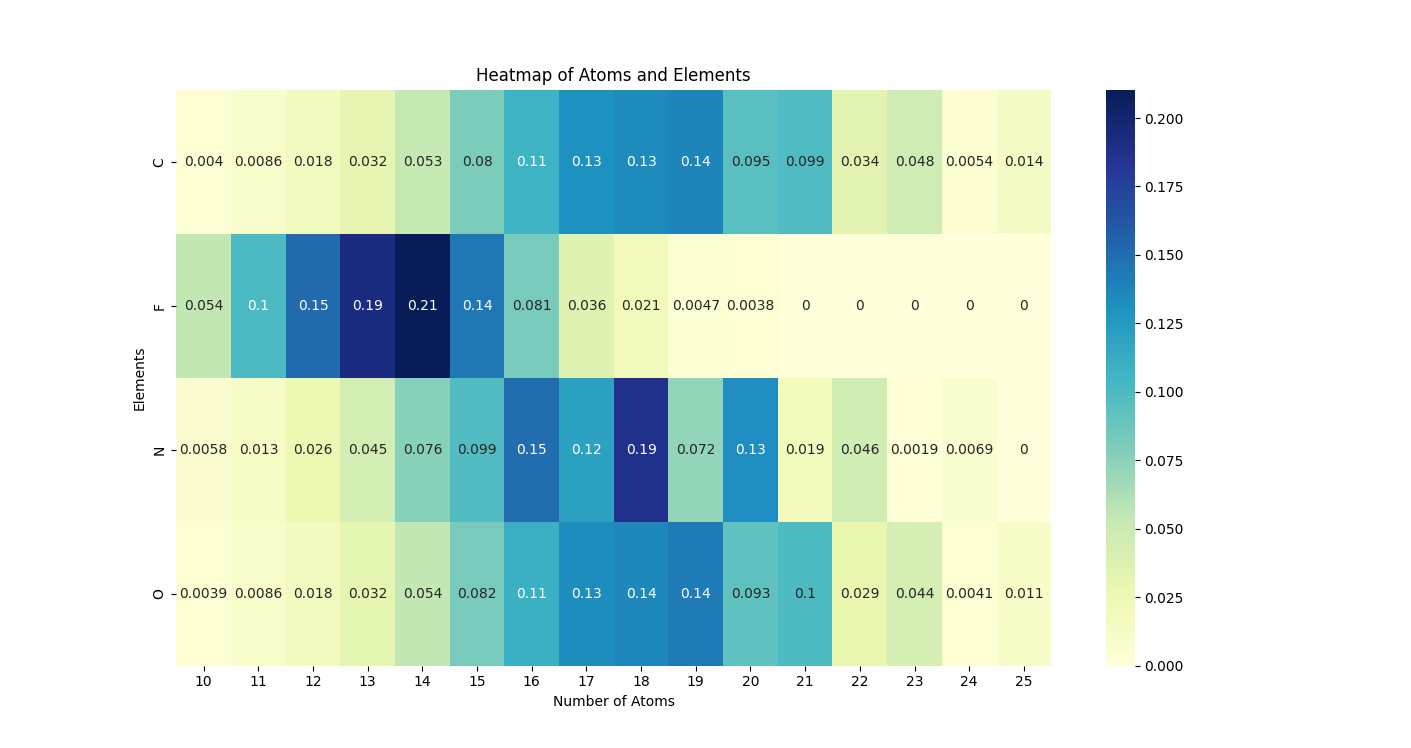 Heatmap of Atoms and Elements
C 0.004 0.0086 0.018 0.032 0.053 0.08 0.11 0.13 0.13 0.14 0.095 0.099 0.034 0.048 0.0054 0.014
F 0.054 0.1 0.15 0.19 0.21 0.14 0.081 0.036 0.021 0.0047 0.0038 0 0 0 0 0
N 0.0058 0.013 0.026 0.045 0.076 0.099 0.15 0.12 0.19 0.072 0.13 0.019 0.046 0.0019 0.0069 0
O 0.0039 0.0086 0.018 0.032 0.054 0.082 0.11 0.13 0.14 0.14 0.093 0.1 0.029 0.044 0.0041 0.011
Elements
10 11 12 13 14 15 16 17 18 19 20 21 22 23 24 25
Number of Atoms
0.200
0.175
0.150
0.125
0.100
0.075
0.050
0.025
0.000